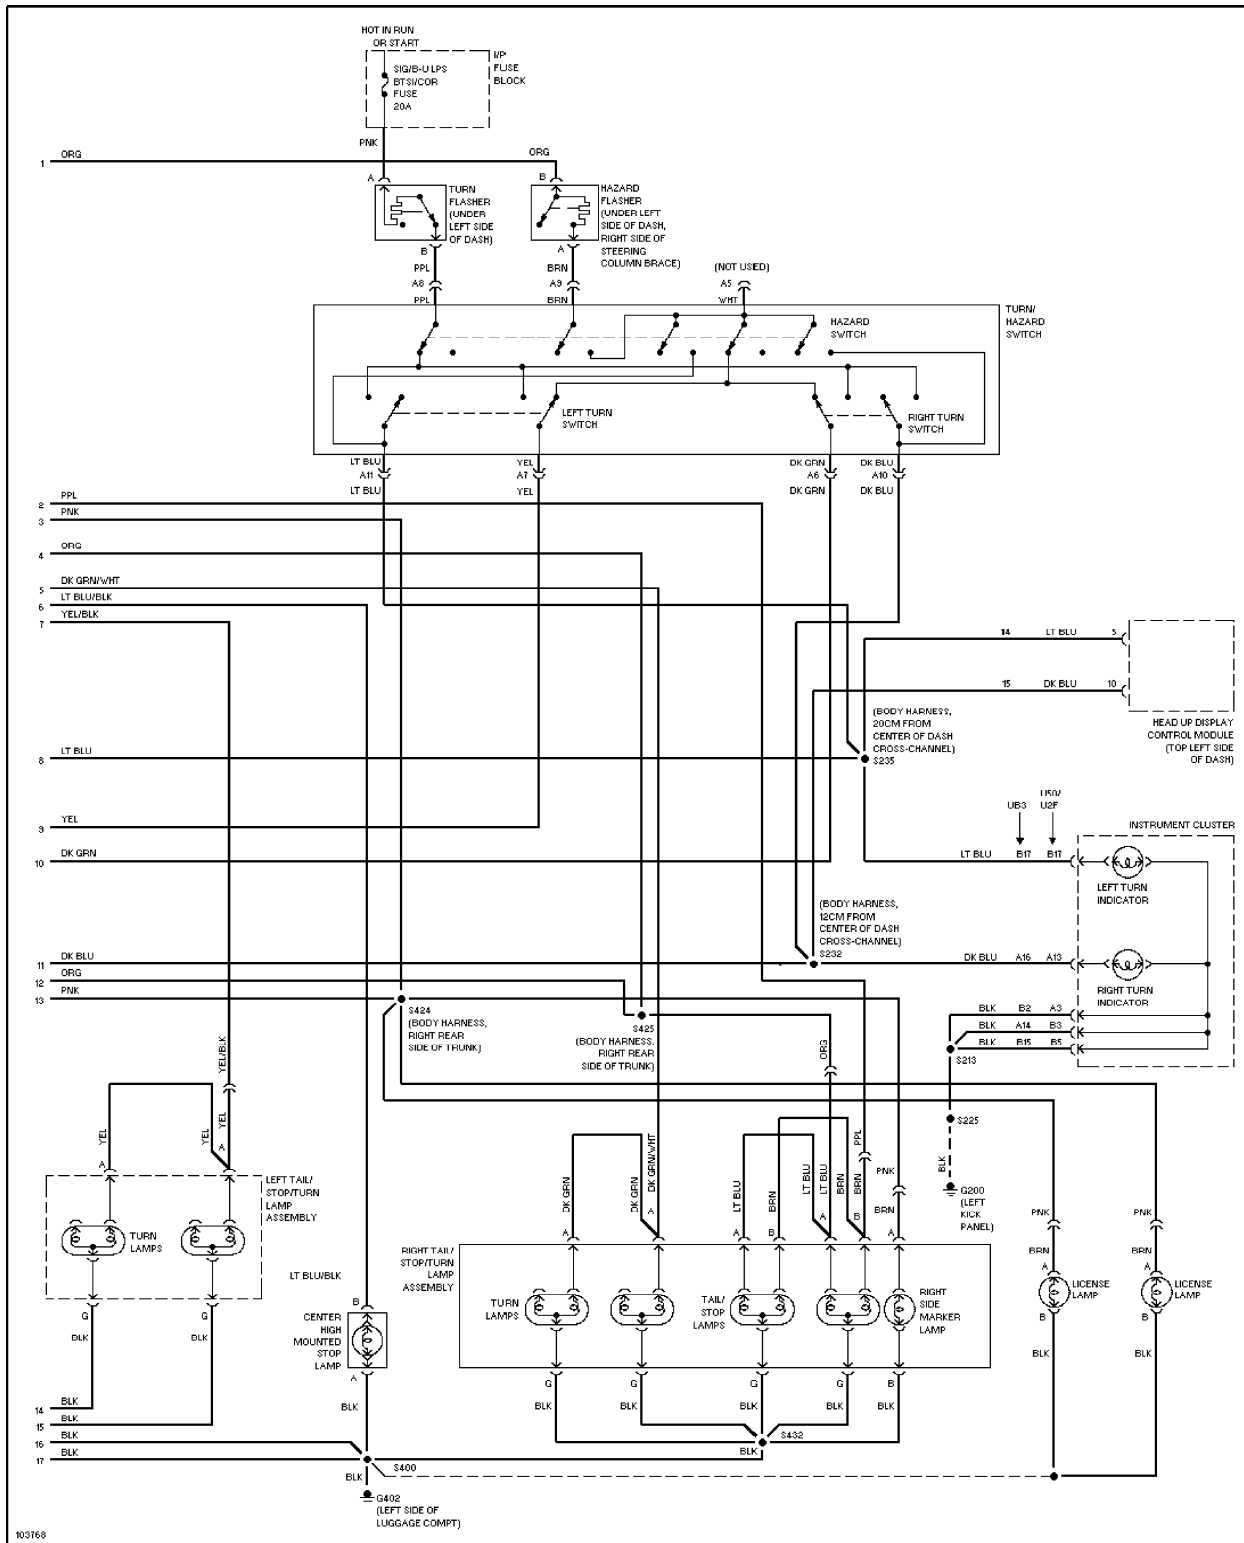 HOT IN RUN
OR START
SIG/B-U LPS
BTSI/COR
FUSE
20A
I/P
FUSE
BLOCK
PNK
1 ORG
ORG
A
B
TURN
FLASHER
(UNDER
LEFT SIDE
OF DASH)
HAZARD
FLASHER
(UNDER LEFT
SIDE OF DASH,
RIGHT SIDE OF
STEERING
COLUMN BRACE)
B
A
PPL
BRN
(NOT USED)
A8
A9
A5
PPL
BRN
WHT
HAZARD
SWITCH
TURN/
HAZARD
SWITCH
LEFT TURN
SWITCH
RIGHT TURN
SWITCH
LT BLU
YEL
DK GRN
DK BLU
A11
A7
A6
A10
LT BLU
YEL
DK GRN
DK BLU
2 PPL
3 PNK
4 ORG
5 DK GRN/WHT
6 LT BLU/BLK
7 YEL/BLK
14 LT BLU 5
15 DK BLU 10
HEAD UP DISPLAY
CONTROL MODULE
(TOP LEFT SIDE
OF DASH)
(BODY HARNESS,
20CM FROM
CENTER OF DASH
CROSS-CHANNEL)
S235
8 LT BLU
9 YEL
10 DK GRN
UB3
U50/
U2F
INSTRUMENT CLUSTER
LT BLU B17 B17
LEFT TURN
INDICATOR
(BODY HARNESS,
12CM FROM
CENTER OF DASH
CROSS-CHANNEL)
S232
11 DK BLU
12 ORG
13 PNK
DK BLU A16 A13
RIGHT TURN
INDICATOR
BLK B2 A3
BLK A14 B3
BLK B15 B5
S213
S424
(BODY HARNESS,
RIGHT REAR
SIDE OF TRUNK)
S425
(BODY HARNESS,
RIGHT REAR
SIDE OF TRUNK)
ORG
YEL/BLK
YEL
YEL
YEL
A
A
LEFT TAIL/
STOP/TURN
LAMP
ASSEMBLY
TURN
LAMPS
G
G
BLK
BLK
S225
BLK
G200
(LEFT
KICK
PANEL)
DK GRN
DK GRN
DK GRN/WHT
LT BLU
BRN
LT BLU
LT BLU
BRN
BRN
PPL
PNK
BRN
A
A
A
B
A
B
A
RIGHT TAIL/
STOP/TURN
LAMP
ASSEMBLY
TURN
LAMPS
TAIL/
STOP
LAMPS
RIGHT
SIDE
MARKER
LAMP
G
G
G
G
B
BLK
BLK
BLK
BLK
BLK
S432
BLK
PNK
PNK
BRN
BRN
A
A
LICENSE
LAMP
LICENSE
LAMP
B
B
BLK
BLK
LT BLU/BLK
B
CENTER
HIGH
MOUNTED
STOP
LAMP
A
BLK
14 BLK
15 BLK
16 BLK
17 BLK
S400
BLK
G402
(LEFT SIDE OF
LUGGAGE COMPT)
103768